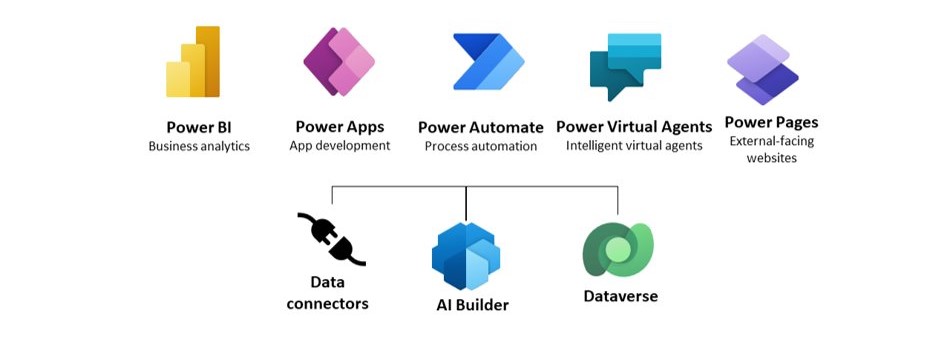 Power BI
Business analytics
Power Apps
App development
Power Automate
Process automation
Power Virtual Agents
Intelligent virtual agents
Power Pages
External-facing
websites
Data
connectors
AI Builder
Dataverse